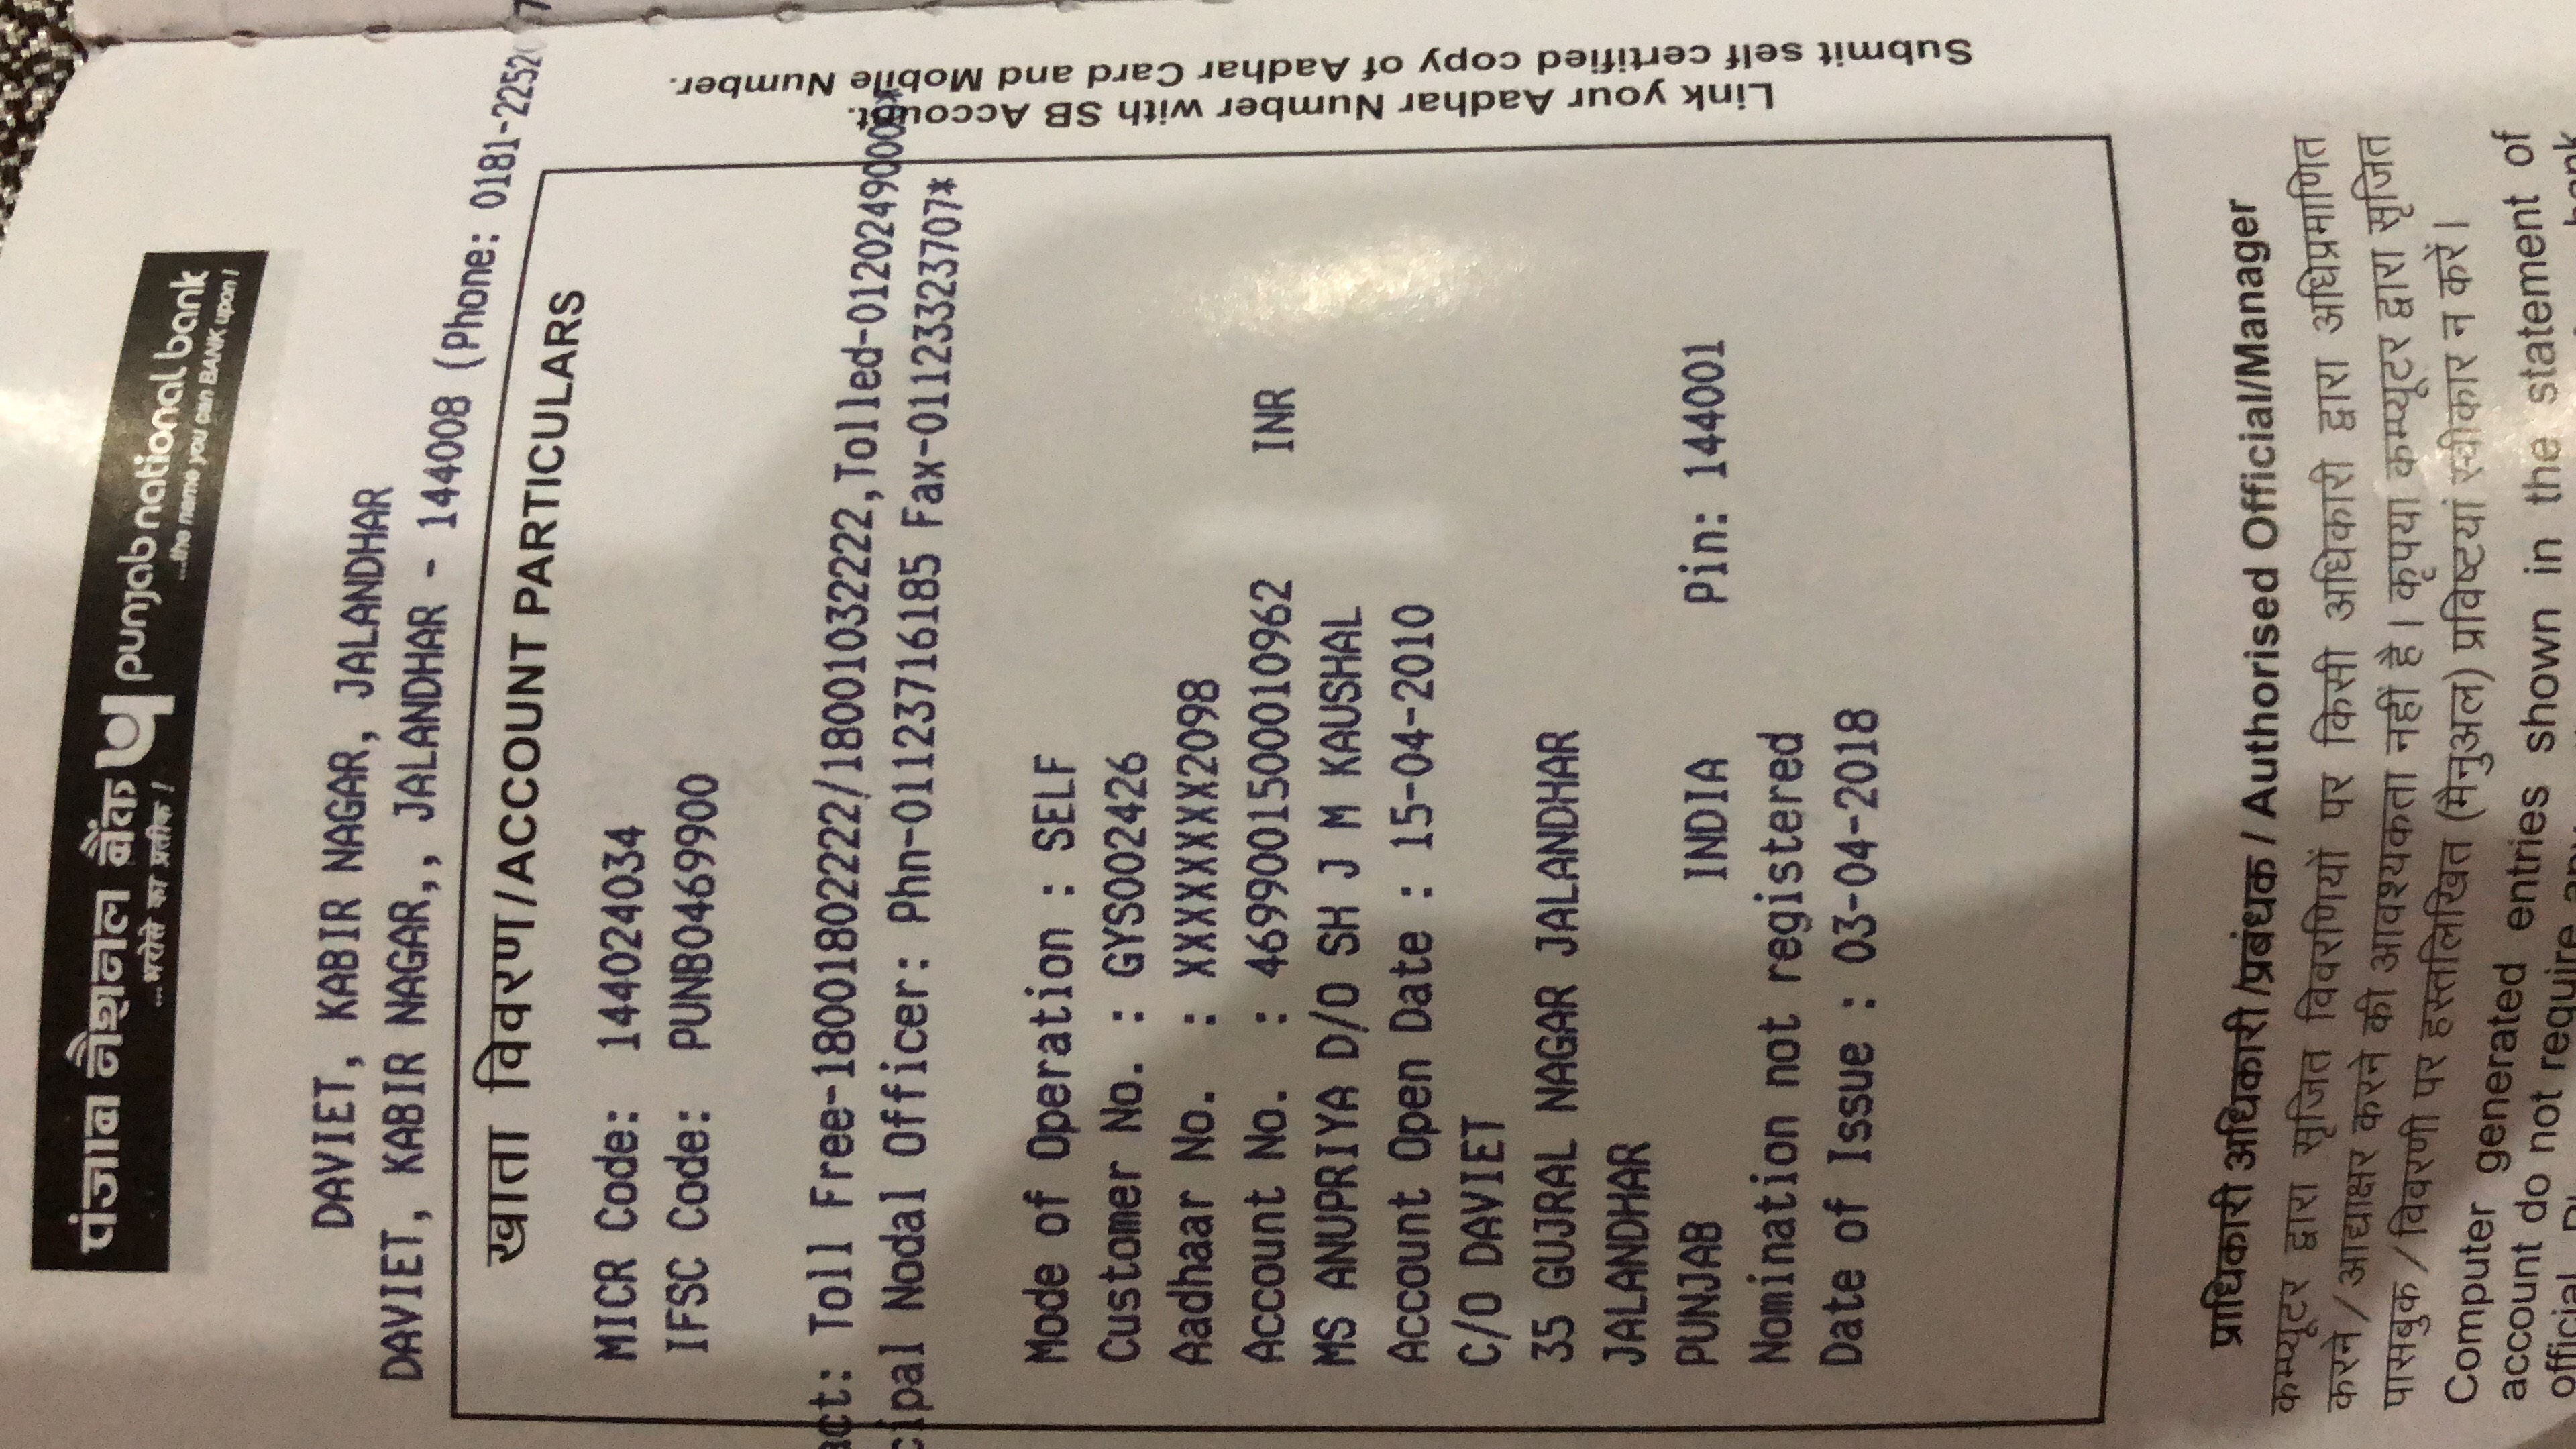 पंजाब नैशनल बैंक punjab national bank
...भरोसे का प्रतीक ! ...the name you can BANK upon !
DAVIET, KABIR NAGAR, JALANDHAR
DAVIET, KABIR NAGAR,, JALANDHAR - 144008 (Phone: 0181-2252
खाता विवरण/ACCOUNT PARTICULARS
MICR Code: 144024034
IFSC Code: PUNB0469900
act: Toll Free-18001802222/18001032222,Tolled-01202490000*
cipal Nodal Officer: Phn-01123716185 Fax-01123323707*
Mode of Operation : SELF
Customer No. : GYS002426
Aadhaar No. : XXXXXXXX2098
Account No. : 4699001500010962 INR
MS ANUPRIYA D/O SH J M KAUSHAL
Account Open Date : 15-04-2010
C/O DAVIET
35 GUJRAL NAGAR JALANDHAR
JALANDHAR
PUNJAB INDIA Pin: 144001
Nomination not registered
Date of Issue : 03-04-2018
प्राधिकारी अधिकारी /प्रबंधक / Authorised Official/Manager
कम्प्यूटर द्वारा सृजित विवरणियों पर किसी अधिकारी द्वारा अधिप्रमाणित
करने / आद्याक्षर करने की आवश्यकता नहीं है। कृपया कम्प्यूटर द्वारा सृजित
पासबुक / विवरणी पर हस्तलिखित (मैनुअल) प्रविष्टियां स्वीकार न करें।
Computer generated entries shown in the statement of
account do not require any
official.
bank
Link your Aadhar Number with SB Account.
Submit self certified copy of Aadhar Card and Mobile Number.